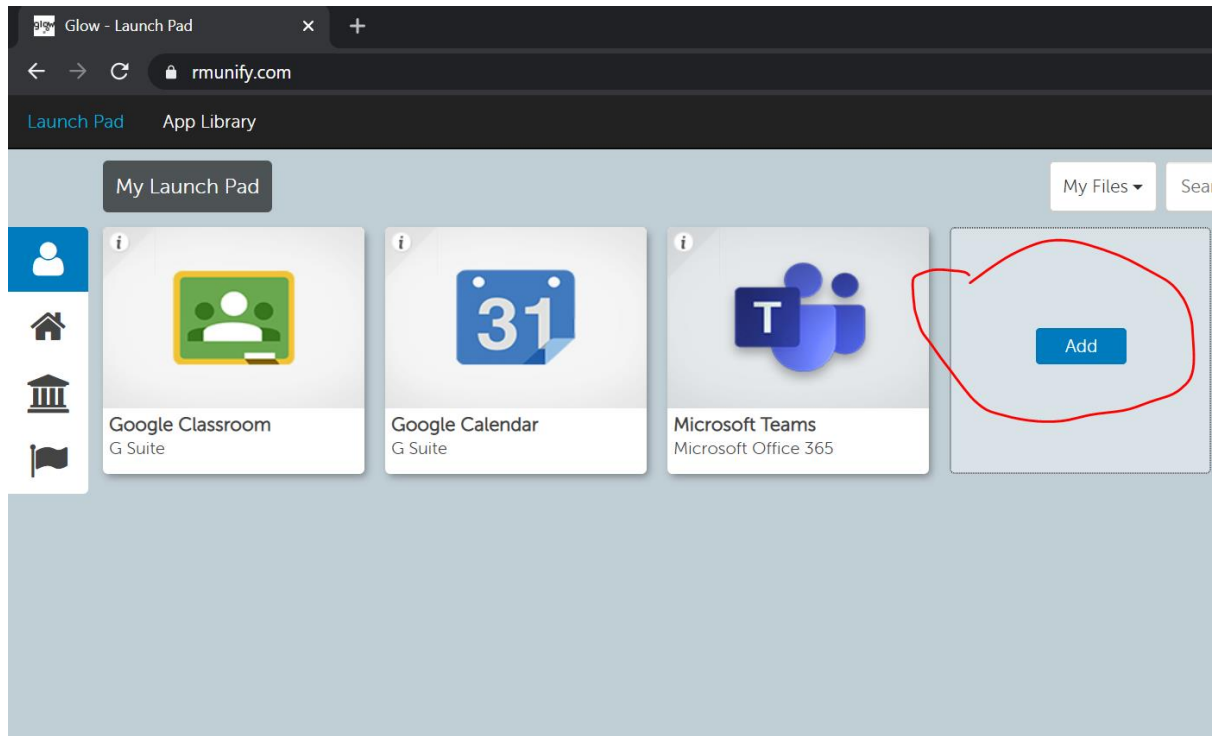 glow Glow - Launch Pad
rmunify.com
Launch Pad App Library
My Launch Pad My Files
i i i
31 T Add
Google Classroom Google Calendar Microsoft Teams
G Suite G Suite Microsoft Office 365